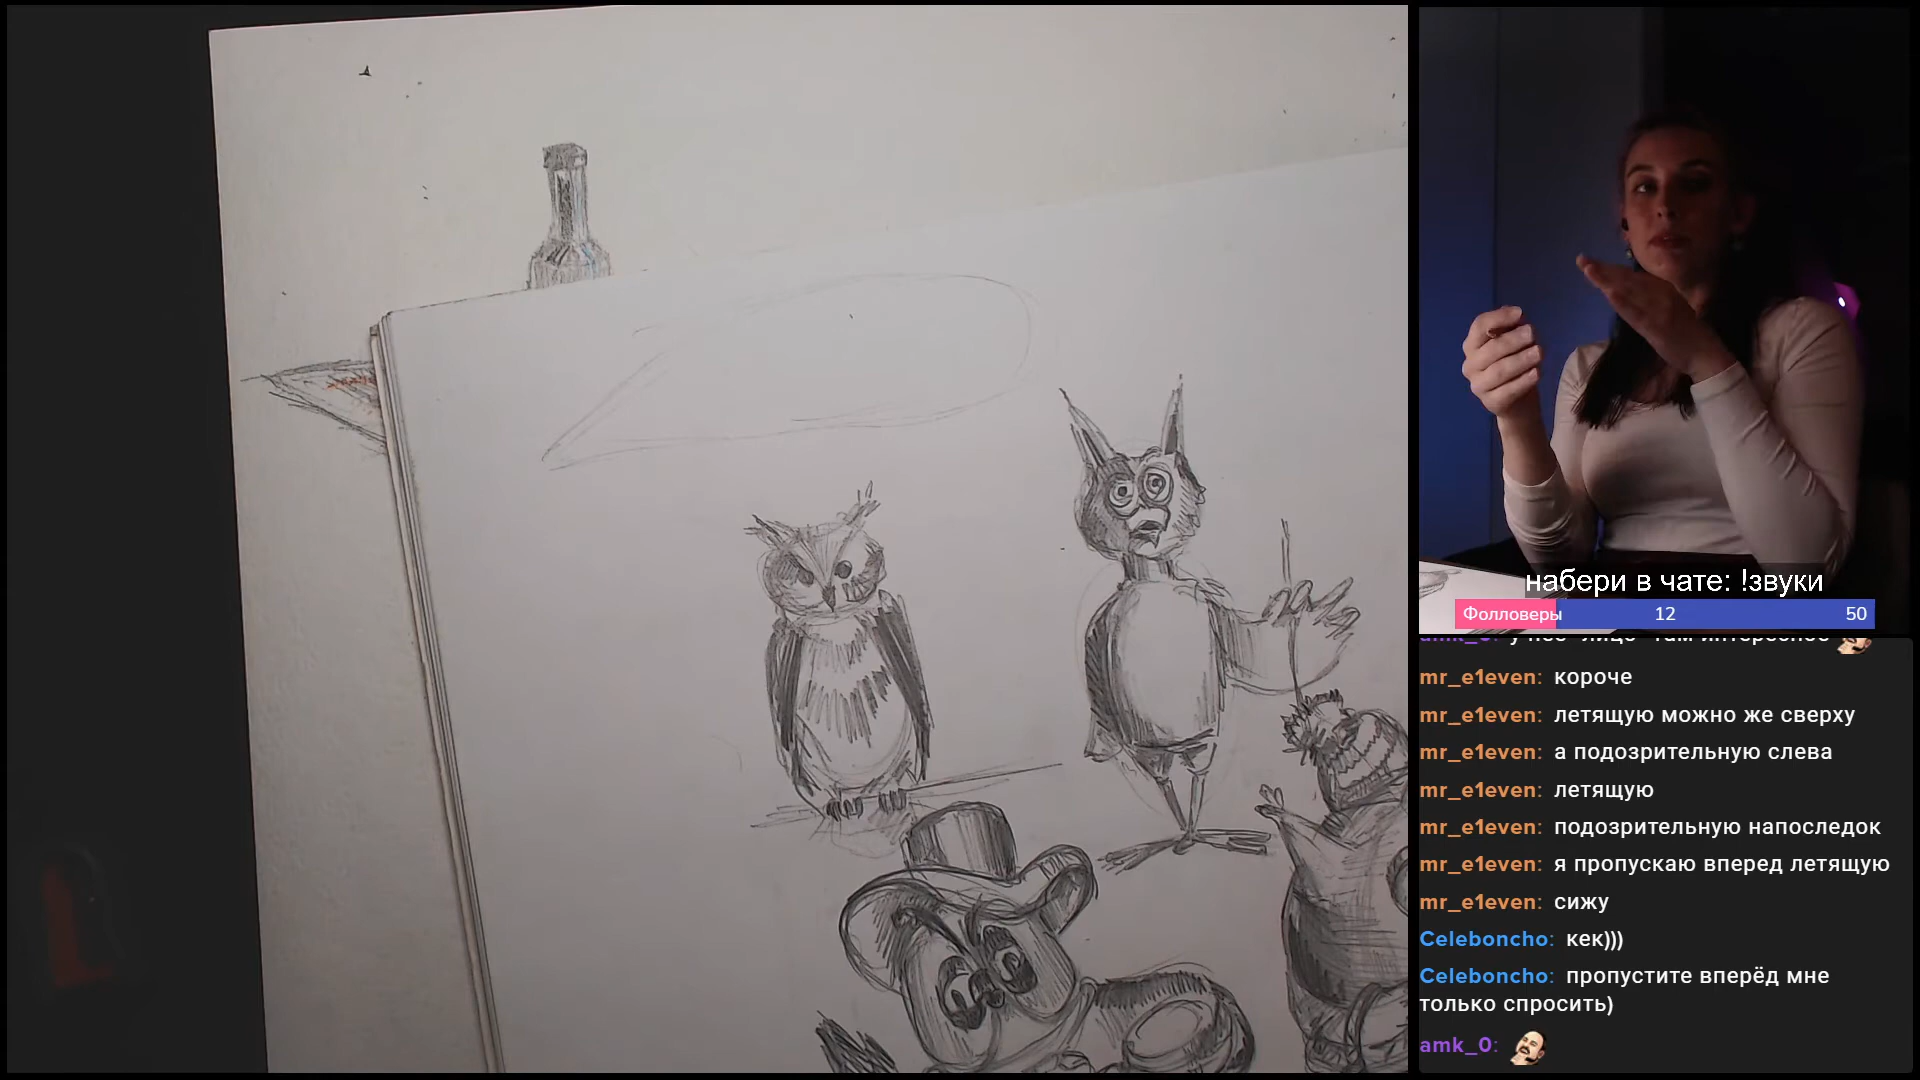 набери в чате: !звуки
Фолловеры 12 50
mr_e1even: короче
mr_e1even: летящую можно же сверху
mr_e1even: а подозрительную слева
mr_e1even: летящую
mr_e1even: подозрительную напоследок
mr_e1even: я пропускаю вперед летящую
mr_e1even: сижу
Celeboncho: кек)))
Celeboncho: пропустите вперёд мне
только спросить)
amk_0: